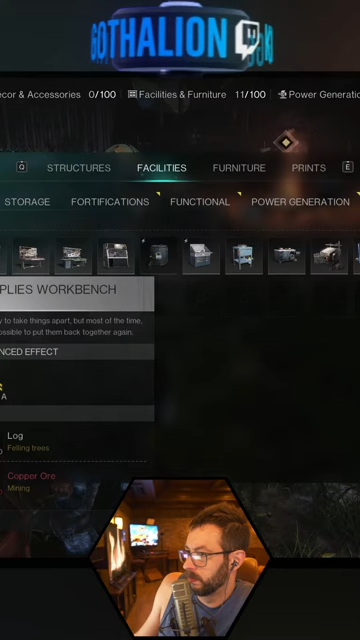 GOTHALION
ecor & Accessories 0/100 Facilities & Furniture 11/100 Power Generatio
Q STRUCTURES FACILITIES FURNITURE PRINTS E
STORAGE FORTIFICATIONS FUNCTIONAL POWER GENERATION
PPLIES WORKBENCH
y to take things apart, but most of the time,
ossible to put them back together again.
NCED EFFECT
A
Log
Felling trees
Copper Ore
Mining